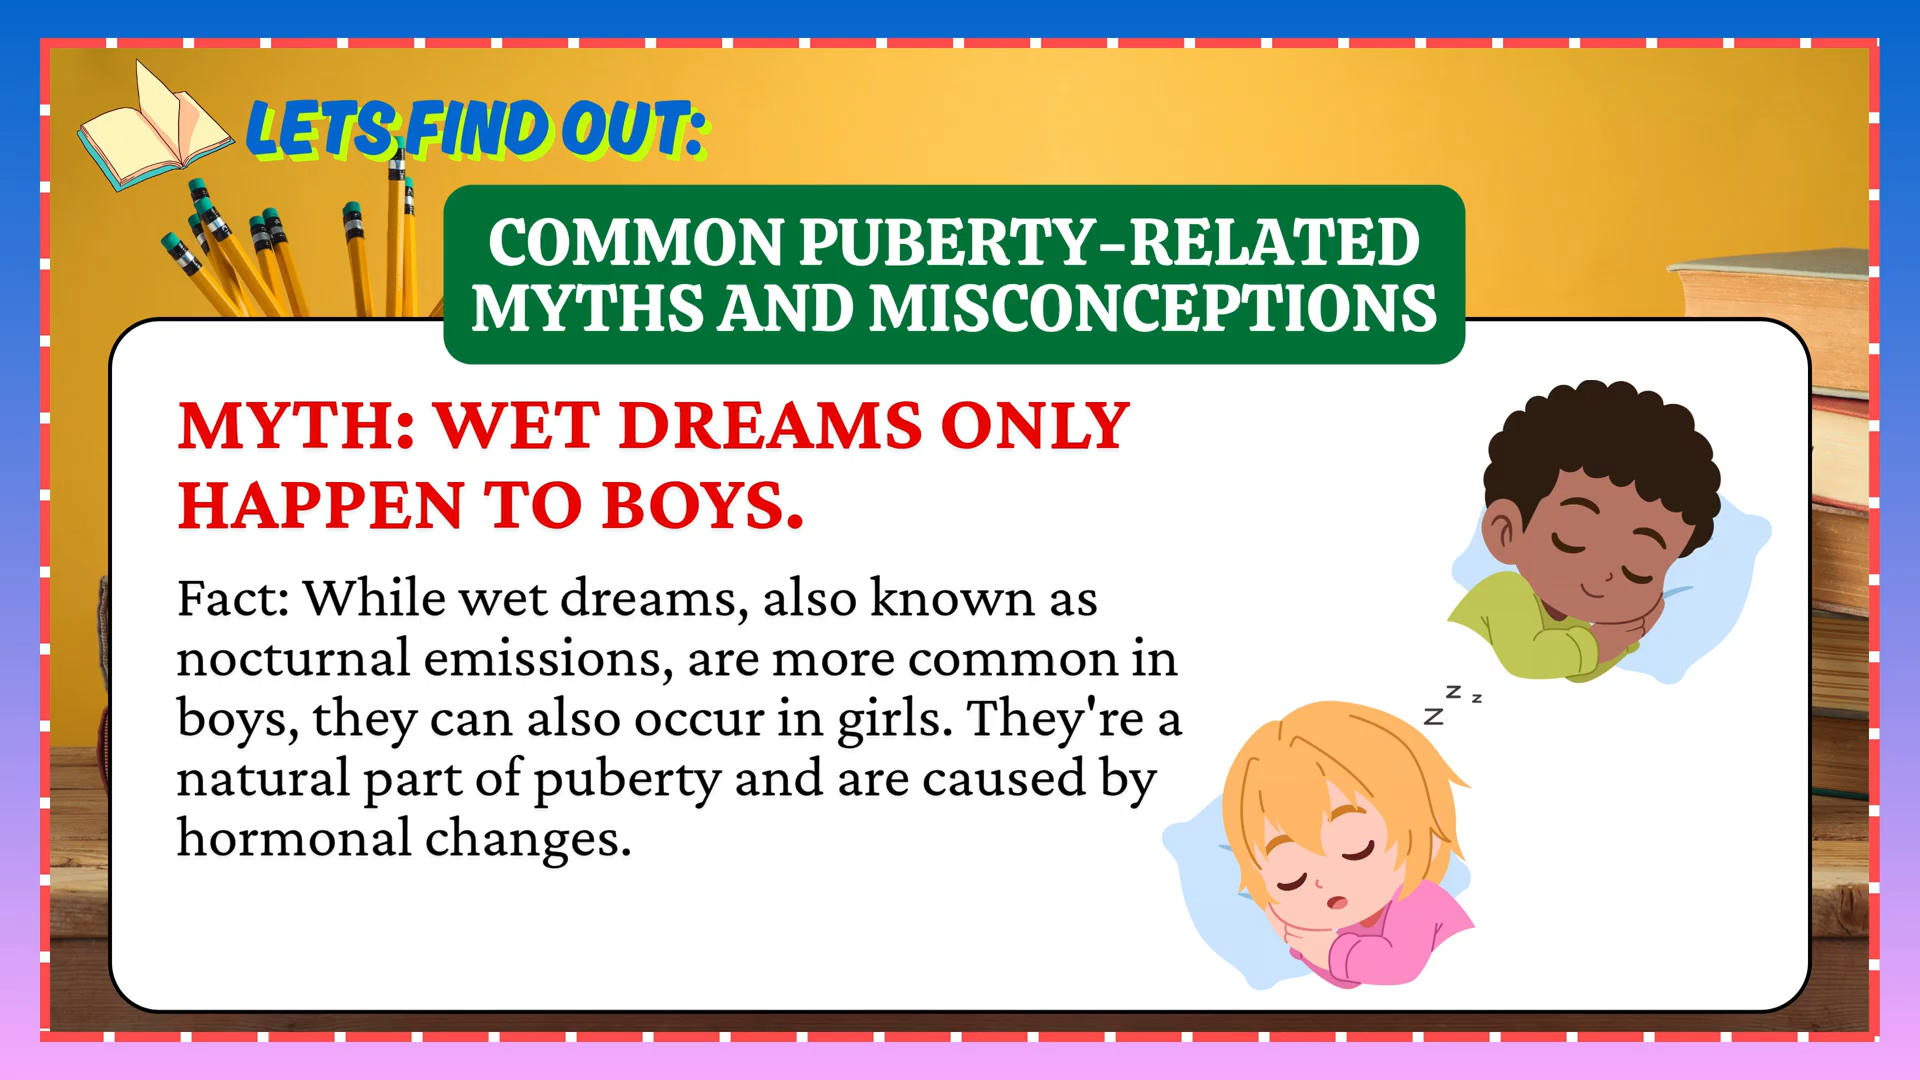 LETS FIND OUT:
COMMON PUBERTY-RELATED
MYTHS AND MISCONCEPTIONS
MYTH: WET DREAMS ONLY
HAPPEN TO BOYS.
Fact: While wet dreams, also known as
nocturnal emissions, are more common in
boys, they can also occur in girls. They're a
natural part of puberty and are caused by
hormonal changes.
z z
Z